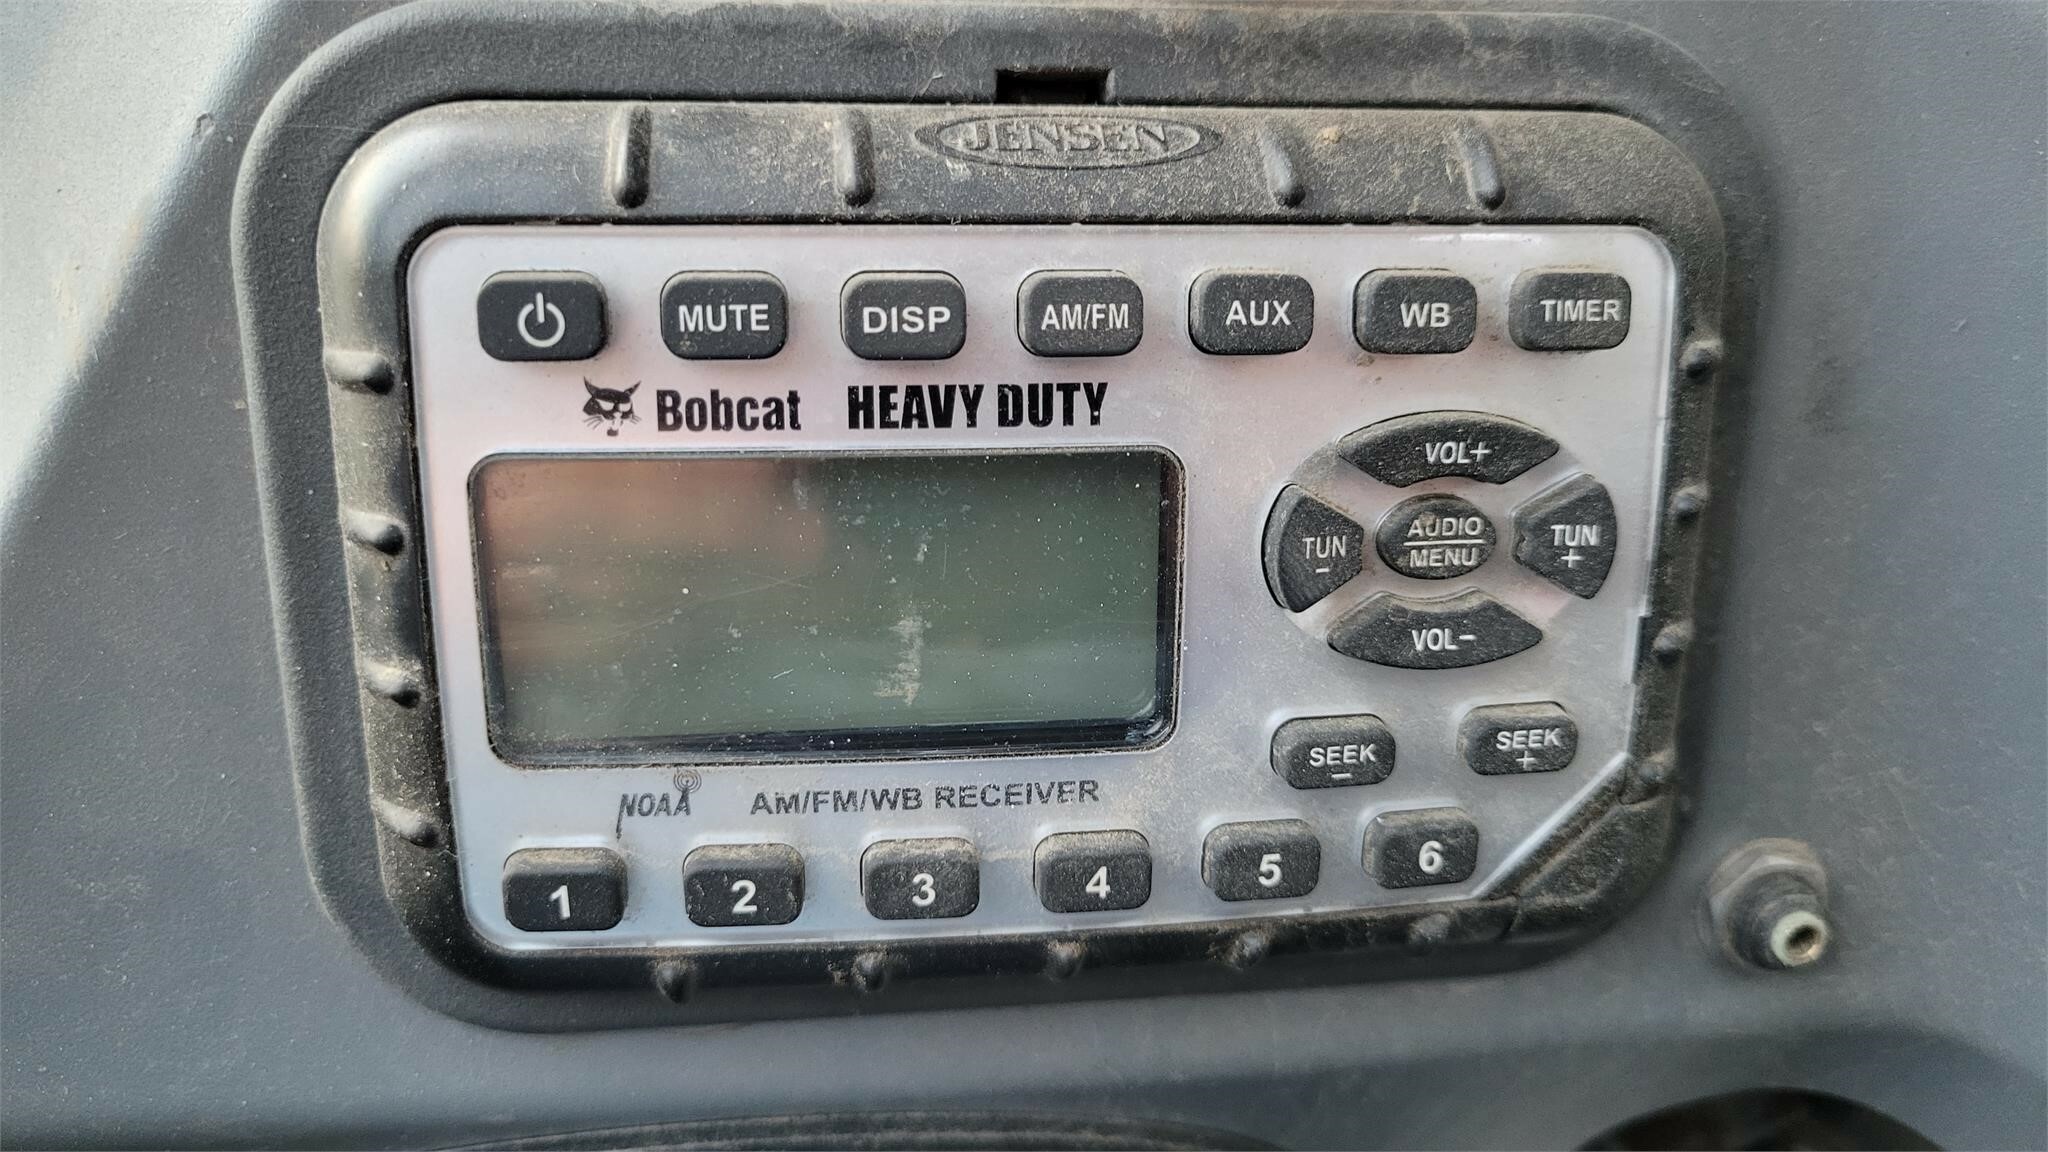 JENSEN
MUTE DISP AM/FM AUX WB TIMER
Bobcat HEAVY DUTY
VOL+
TUN - AUDIO MENU TUN +
VOL-
SEEK - SEEK +
NOAA AM/FM/WB RECEIVER
1 2 3 4 5 6